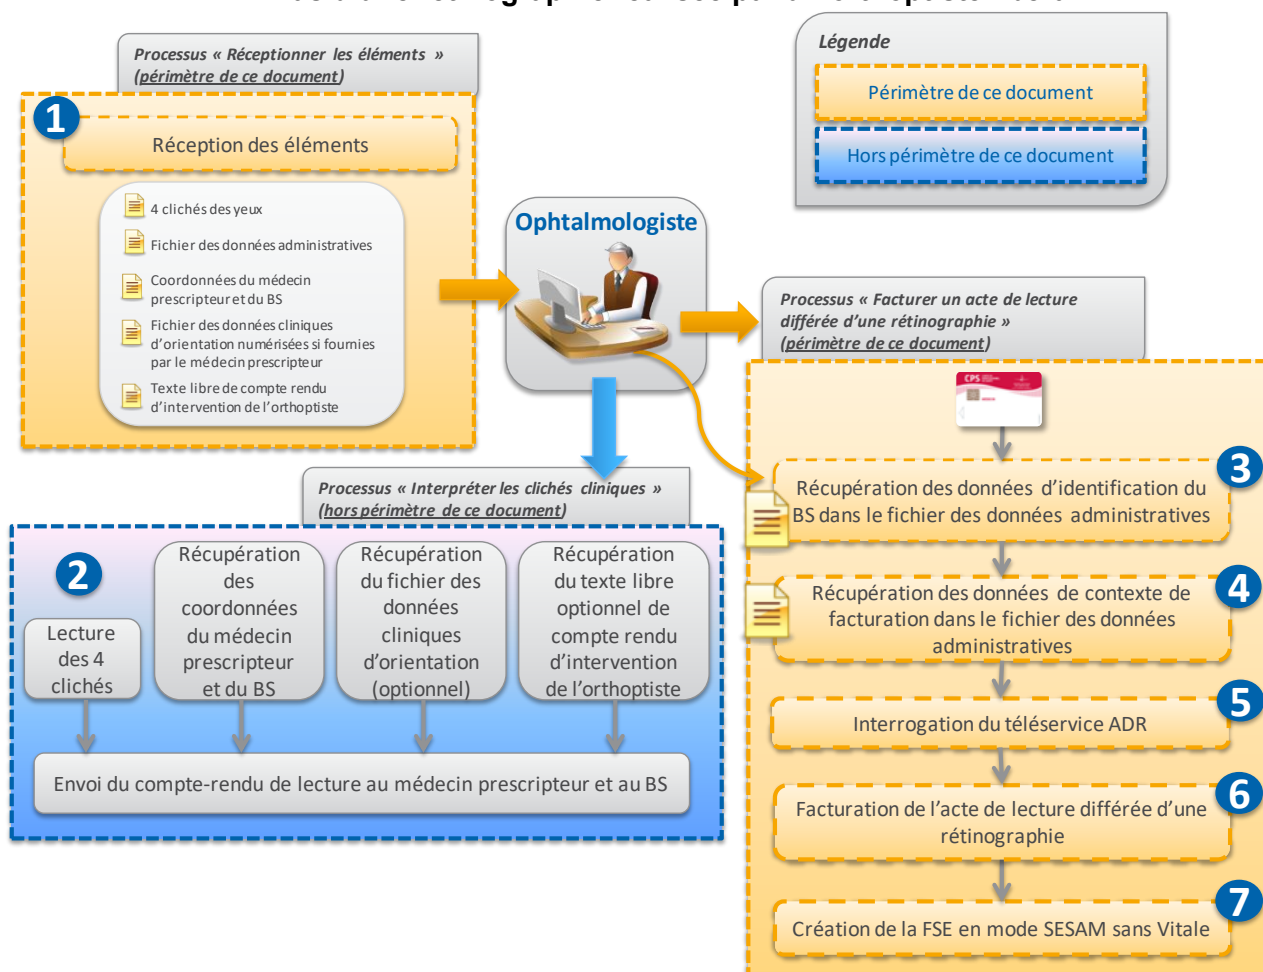 Processus « Réceptionner les éléments »
(périmètre de ce document)
1
Réception des éléments
4 clichés des yeux
Fichier des données administratives
Coordonnées du médecin
prescripteur et du BS
Fichier des données cliniques
d'orientation numérisées si fournies
par le médecin prescripteur
Texte libre de compte rendu
d'intervention de l'orthoptiste
Légende
Périmètre de ce document
Hors périmètre de ce document
Ophtalmologiste
Processus « Interpréter les clichés cliniques »
(hors périmètre de ce document)
2
Lecture
des 4
clichés
Récupération
des
coordonnées
du médecin
prescripteur
et du BS
Récupération
du fichier des
données
cliniques
d'orientation
(optionnel)
Récupération
du texte libre
optionnel de
compte rendu
d'intervention
de l'orthoptiste
Envoi du compte-rendu de lecture au médecin prescripteur et au BS
Processus « Facturer un acte de lecture
différée d'une rétinographie »
(périmètre de ce document)
CPS
3
Récupération des données d'identification du
BS dans le fichier des données administratives
4
Récupération des données de contexte de
facturation dans le fichier des données
administratives
5
Interrogation du téléservice ADR
6
Facturation de l'acte de lecture différée d'une
rétinographie
7
Création de la FSE en mode SESAM sans Vitale